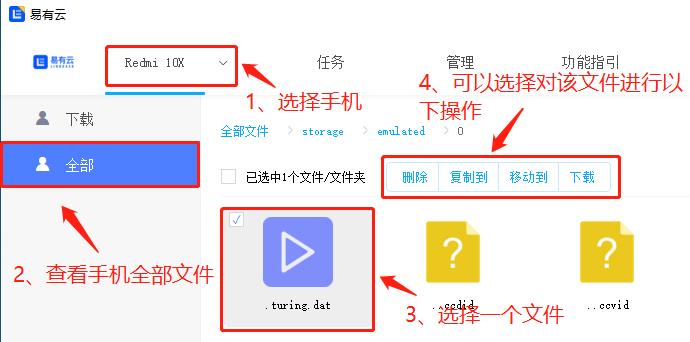 易有云
易有云
Redmi 10X
任务
管理
功能指引
1、选择手机
4、可以选择对该文件进行以
下操作
下载
全部文件 storage emulated 0
全部
已选中1个文件/文件夹
删除 复制到 移动到 下载
2、查看手机全部文件
.turing.dat
..ccdid
..ccvid
3、选择一个文件